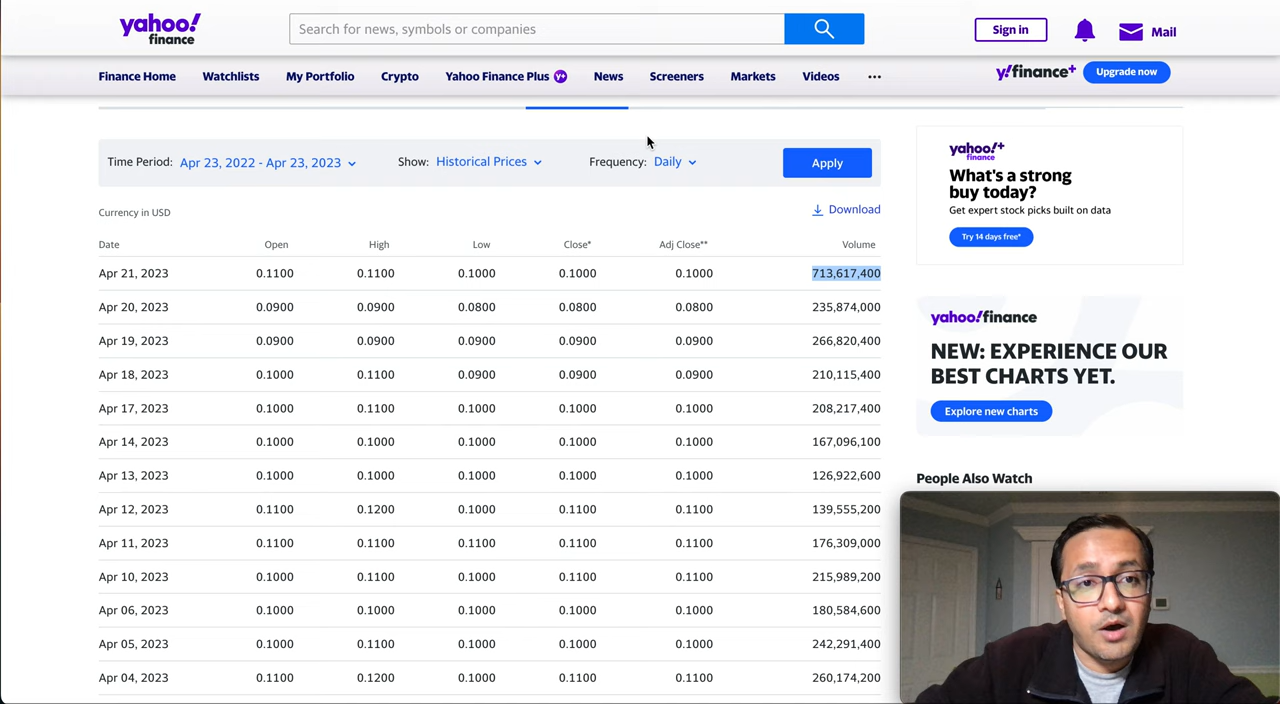 yahoo!
finance
Search for news, symbols or companies
Sign in
Mail
Finance Home Watchlists My Portfolio Crypto Yahoo Finance Plus Y+ News Screeners Markets Videos ...
y!finance+ Upgrade now
Time Period: Apr 23, 2022 - Apr 23, 2023 Show: Historical Prices Frequency: Daily Apply
Currency in USD Download
Date Open High Low Close* Adj Close** Volume
Apr 21, 2023 0.1100 0.1100 0.1000 0.1000 0.1000 713,617,400
Apr 20, 2023 0.0900 0.0900 0.0800 0.0800 0.0800 235,874,000
Apr 19, 2023 0.0900 0.0900 0.0900 0.0900 0.0900 266,820,400
Apr 18, 2023 0.1000 0.1100 0.0900 0.0900 0.0900 210,115,400
Apr 17, 2023 0.1000 0.1100 0.1000 0.1000 0.1000 208,217,400
Apr 14, 2023 0.1000 0.1000 0.1000 0.1000 0.1000 167,096,100
Apr 13, 2023 0.1000 0.1000 0.1000 0.1000 0.1000 126,922,600
Apr 12, 2023 0.1100 0.1200 0.1000 0.1100 0.1100 139,555,200
Apr 11, 2023 0.1100 0.1100 0.1000 0.1100 0.1100 176,309,000
Apr 10, 2023 0.1000 0.1100 0.1000 0.1100 0.1100 215,989,200
Apr 06, 2023 0.1000 0.1000 0.1000 0.1000 0.1000 180,584,600
Apr 05, 2023 0.1000 0.1100 0.1000 0.1000 0.1000 242,291,400
Apr 04, 2023 0.1100 0.1200 0.1000 0.1100 0.1100 260,174,200
yahoo!+
finance
What's a strong
buy today?
Get expert stock picks built on data
Try 14 days free*
yahoo!finance
NEW: EXPERIENCE OUR
BEST CHARTS YET.
Explore new charts
People Also Watch